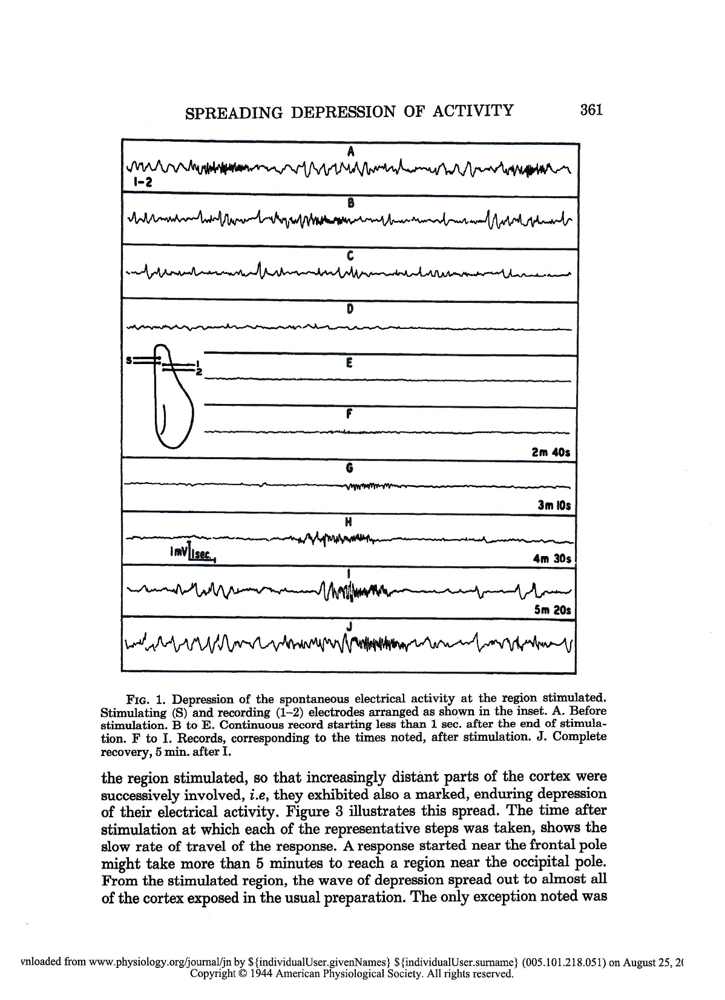 SPREADING DEPRESSION OF ACTIVITY 361
A
1-2
B
C
D
S
1
2
E
F
2m 40s
G
3m 10s
H
1mV 1sec.
4m 30s
I
5m 20s
J
FIG. 1. Depression of the spontaneous electrical activity at the region stimulated.
Stimulating (S) and recording (1–2) electrodes arranged as shown in the inset. A. Before
stimulation. B to E. Continuous record starting less than 1 sec. after the end of stimula-
tion. F to I. Records, corresponding to the times noted, after stimulation. J. Complete
recovery, 5 min. after I.
the region stimulated, so that increasingly distant parts of the cortex were
successively involved, i.e, they exhibited also a marked, enduring depression
of their electrical activity. Figure 3 illustrates this spread. The time after
stimulation at which each of the representative steps was taken, shows the
slow rate of travel of the response. A response started near the frontal pole
might take more than 5 minutes to reach a region near the occipital pole.
From the stimulated region, the wave of depression spread out to almost all
of the cortex exposed in the usual preparation. The only exception noted was
vnloaded from www.physiology.org/journal/jn by ${individualUser.givenNames} ${individualUser.surname} (005.101.218.051) on August 25, 2
Copyright © 1944 American Physiological Society. All rights reserved.